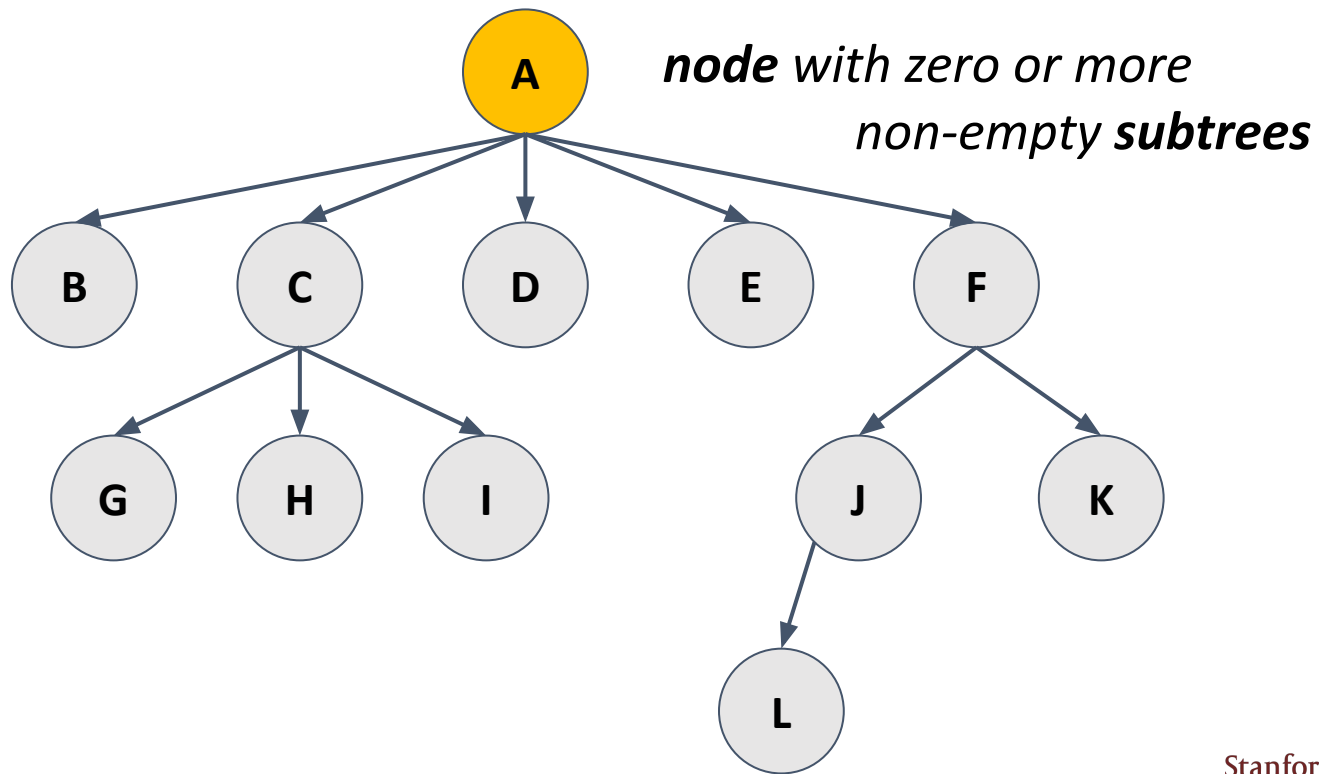 A
node with zero or more
non-empty subtrees
B C D E F
G H I J K
L